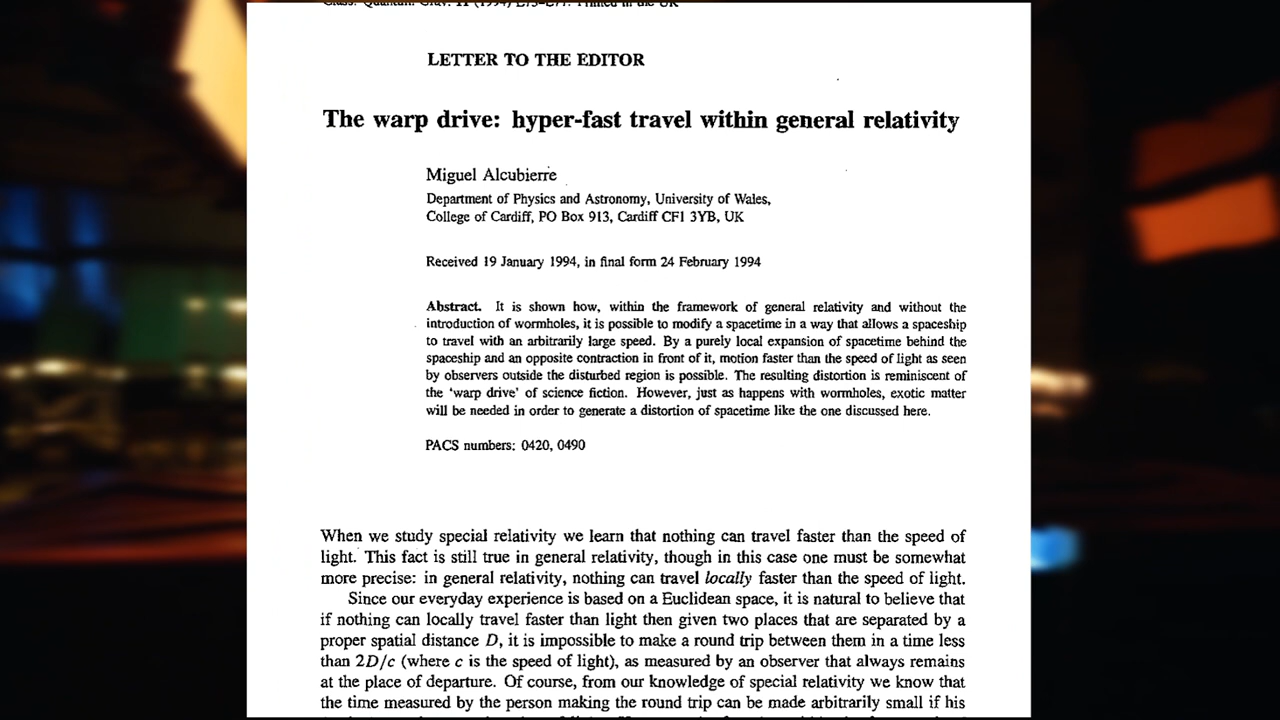 Class. Quantum Grav. 11 (1994) L73–L77. Printed in the UK
LETTER TO THE EDITOR
The warp drive: hyper-fast travel within general relativity
Miguel Alcubierre
Department of Physics and Astronomy, University of Wales,
College of Cardiff, PO Box 913, Cardiff CF1 3YB, UK
Received 19 January 1994, in final form 24 February 1994
Abstract. It is shown how, within the framework of general relativity and without the
introduction of wormholes, it is possible to modify a spacetime in a way that allows a spaceship
to travel with an arbitrarily large speed. By a purely local expansion of spacetime behind the
spaceship and an opposite contraction in front of it, motion faster than the speed of light as seen
by observers outside the disturbed region is possible. The resulting distortion is reminiscent of
the ‘warp drive’ of science fiction. However, just as happens with wormholes, exotic matter
will be needed in order to generate a distortion of spacetime like the one discussed here.
PACS numbers: 0420, 0490
When we study special relativity we learn that nothing can travel faster than the speed of
light. This fact is still true in general relativity, though in this case one must be somewhat
more precise: in general relativity, nothing can travel locally faster than the speed of light.
Since our everyday experience is based on a Euclidean space, it is natural to believe that
if nothing can locally travel faster than light then given two places that are separated by a
proper spatial distance D, it is impossible to make a round trip between them in a time less
than 2D/c (where c is the speed of light), as measured by an observer that always remains
at the place of departure. Of course, from our knowledge of special relativity we know that
the time measured by the person making the round trip can be made arbitrarily small if his